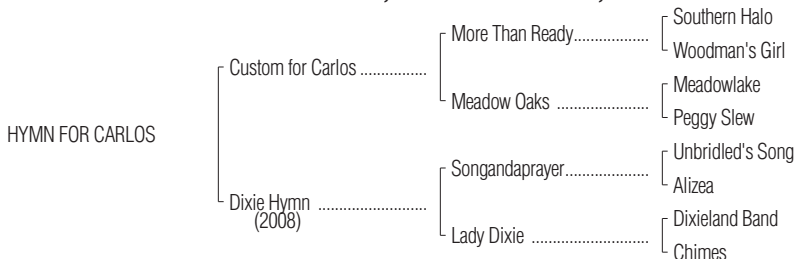 Southern Halo
More Than Ready..................
Woodman's Girl
Custom for Carlos ................
Meadowlake
Meadow Oaks ......................
Peggy Slew
HYMN FOR CARLOS
Unbridled's Song
Songandaprayer....................
Alizea
Dixie Hymn ..........................
(2008)
Dixieland Band
Lady Dixie ............................
Chimes